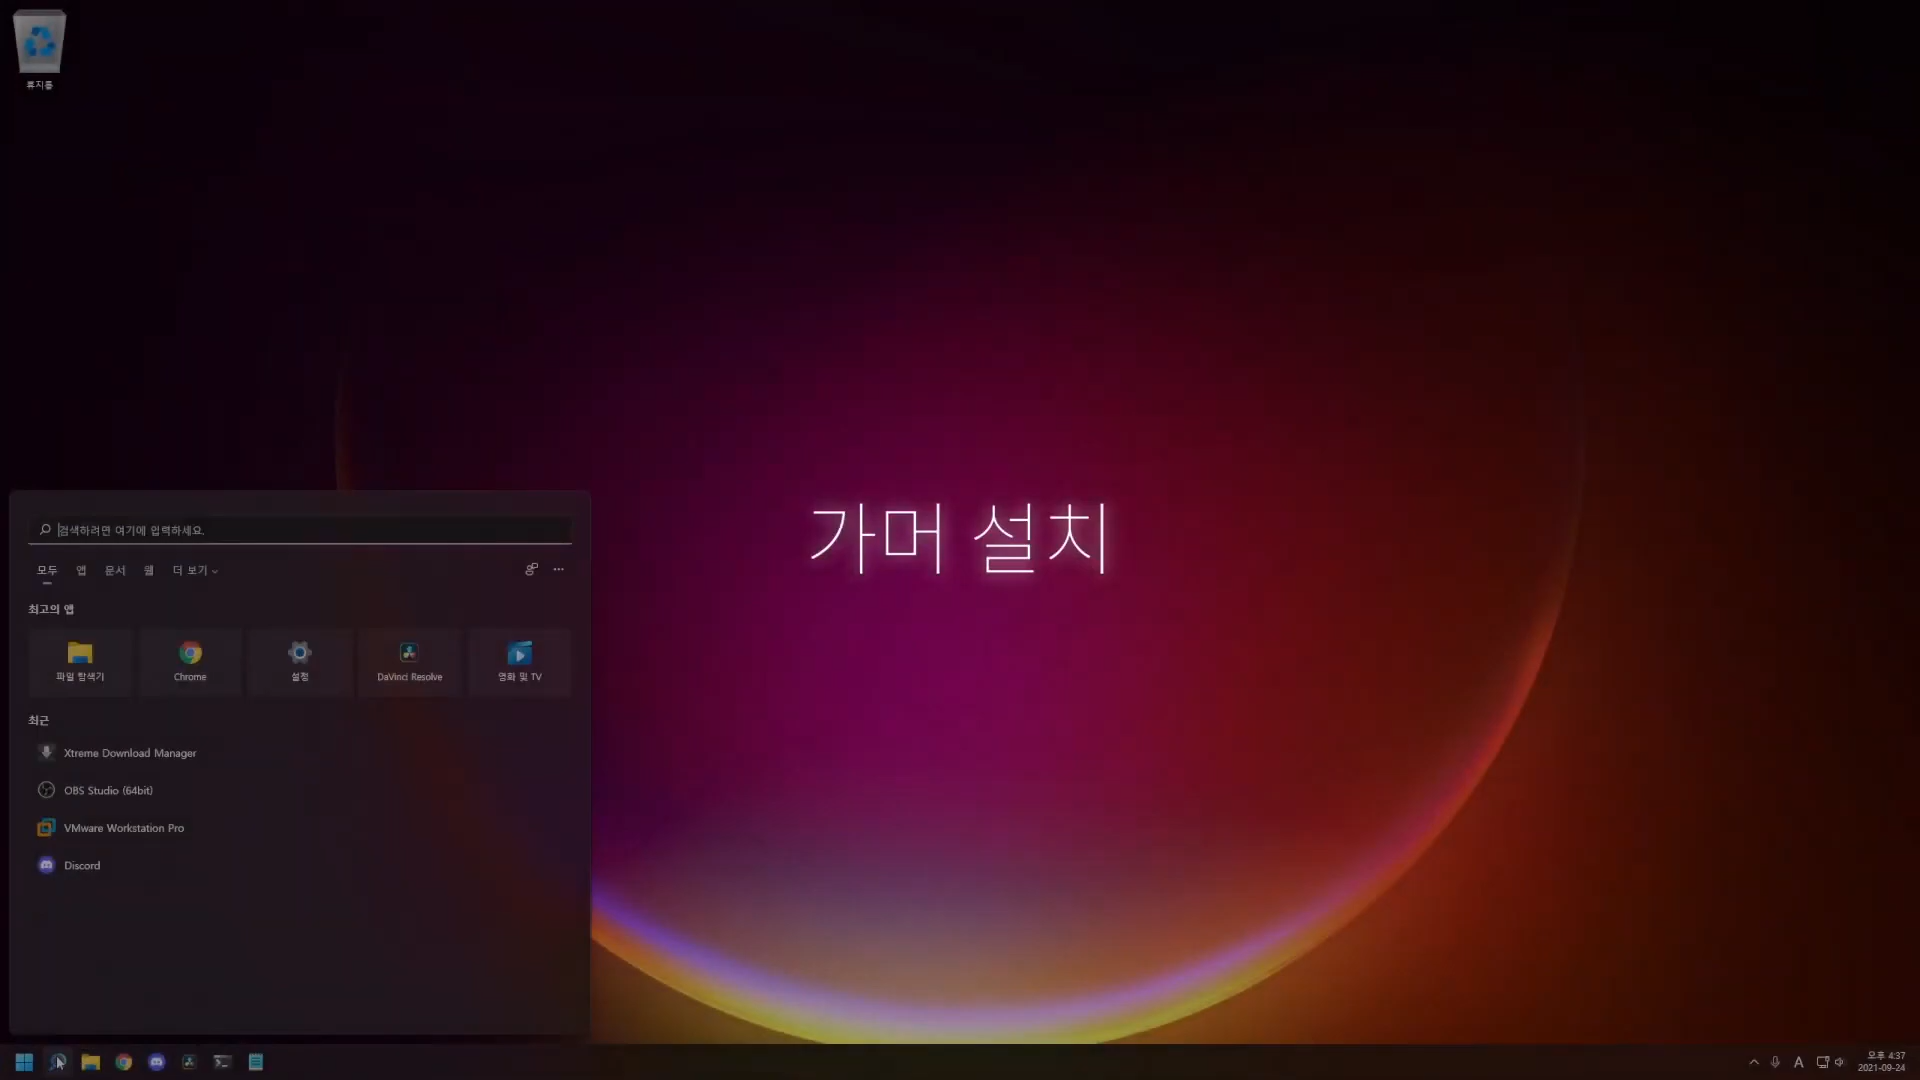 휴지통
가머 설치
검색하려면 여기에 입력하세요.
모두 앱 문서 웹 더 보기
최고의 앱
파일 탐색기 Chrome 설정 DaVinci Resolve 영화 및 TV
최근
Xtreme Download Manager
OBS Studio (64bit)
VMware Workstation Pro
Discord
A
오후 4:37
2021-09-24